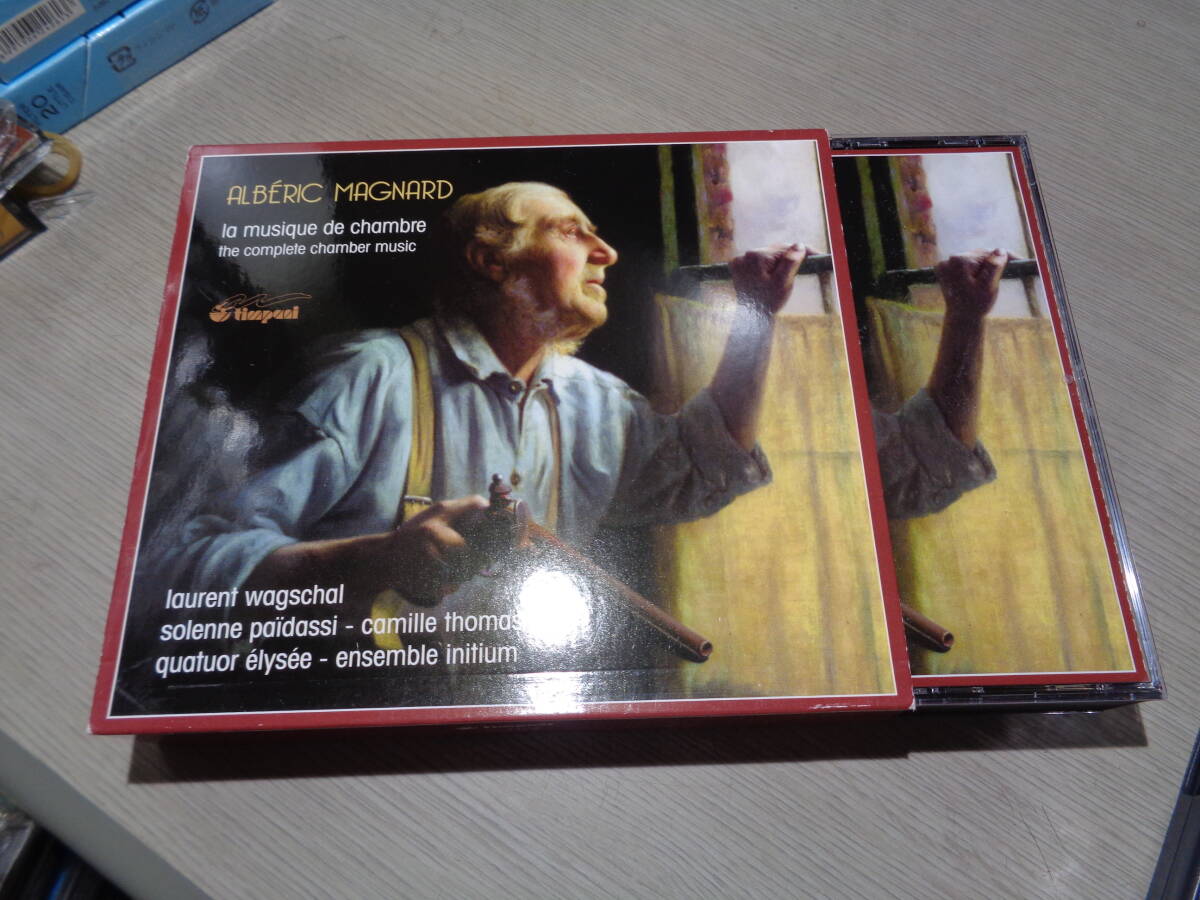 ALBÉRIC MAGNARD
la musique de chambre
the complete chamber music
timpani
laurent wagschal
solenne païdassi - camille thomas
quatuor élysée - ensemble initium
20